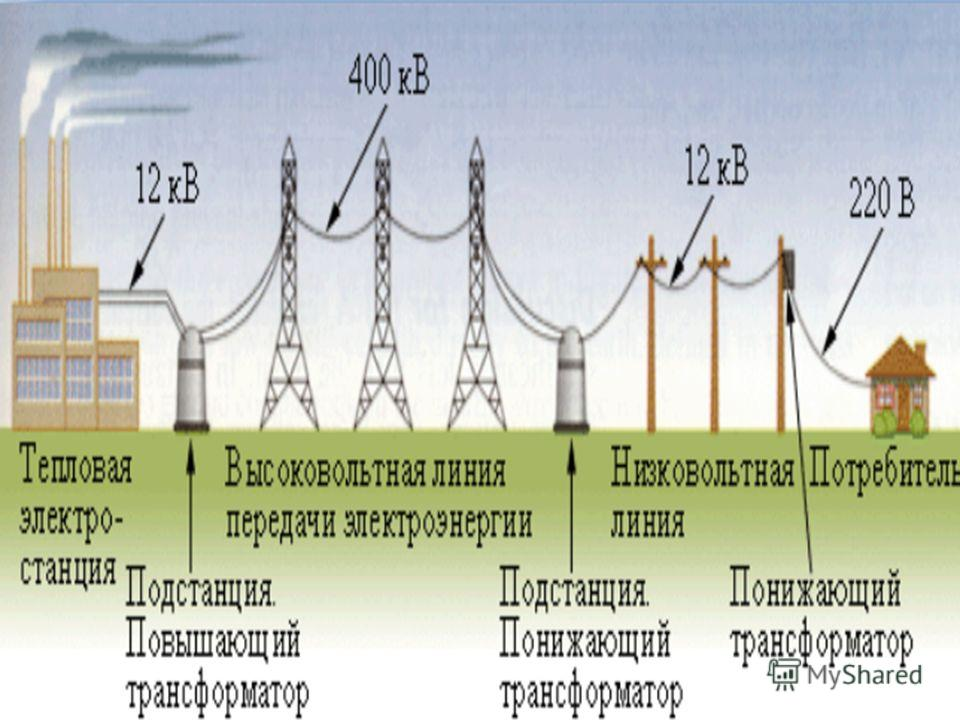 400 кВ
12 кВ
12 кВ
220 В
Тепловая
электро-
станция
Высоковольтная линия
передачи электроэнергии
Низковольтная
линия
Потребитель
Подстанция.
Повышающий
трансформатор
Подстанция.
Понижающий
трансформатор
Понижающий
трансформатор
MyShared